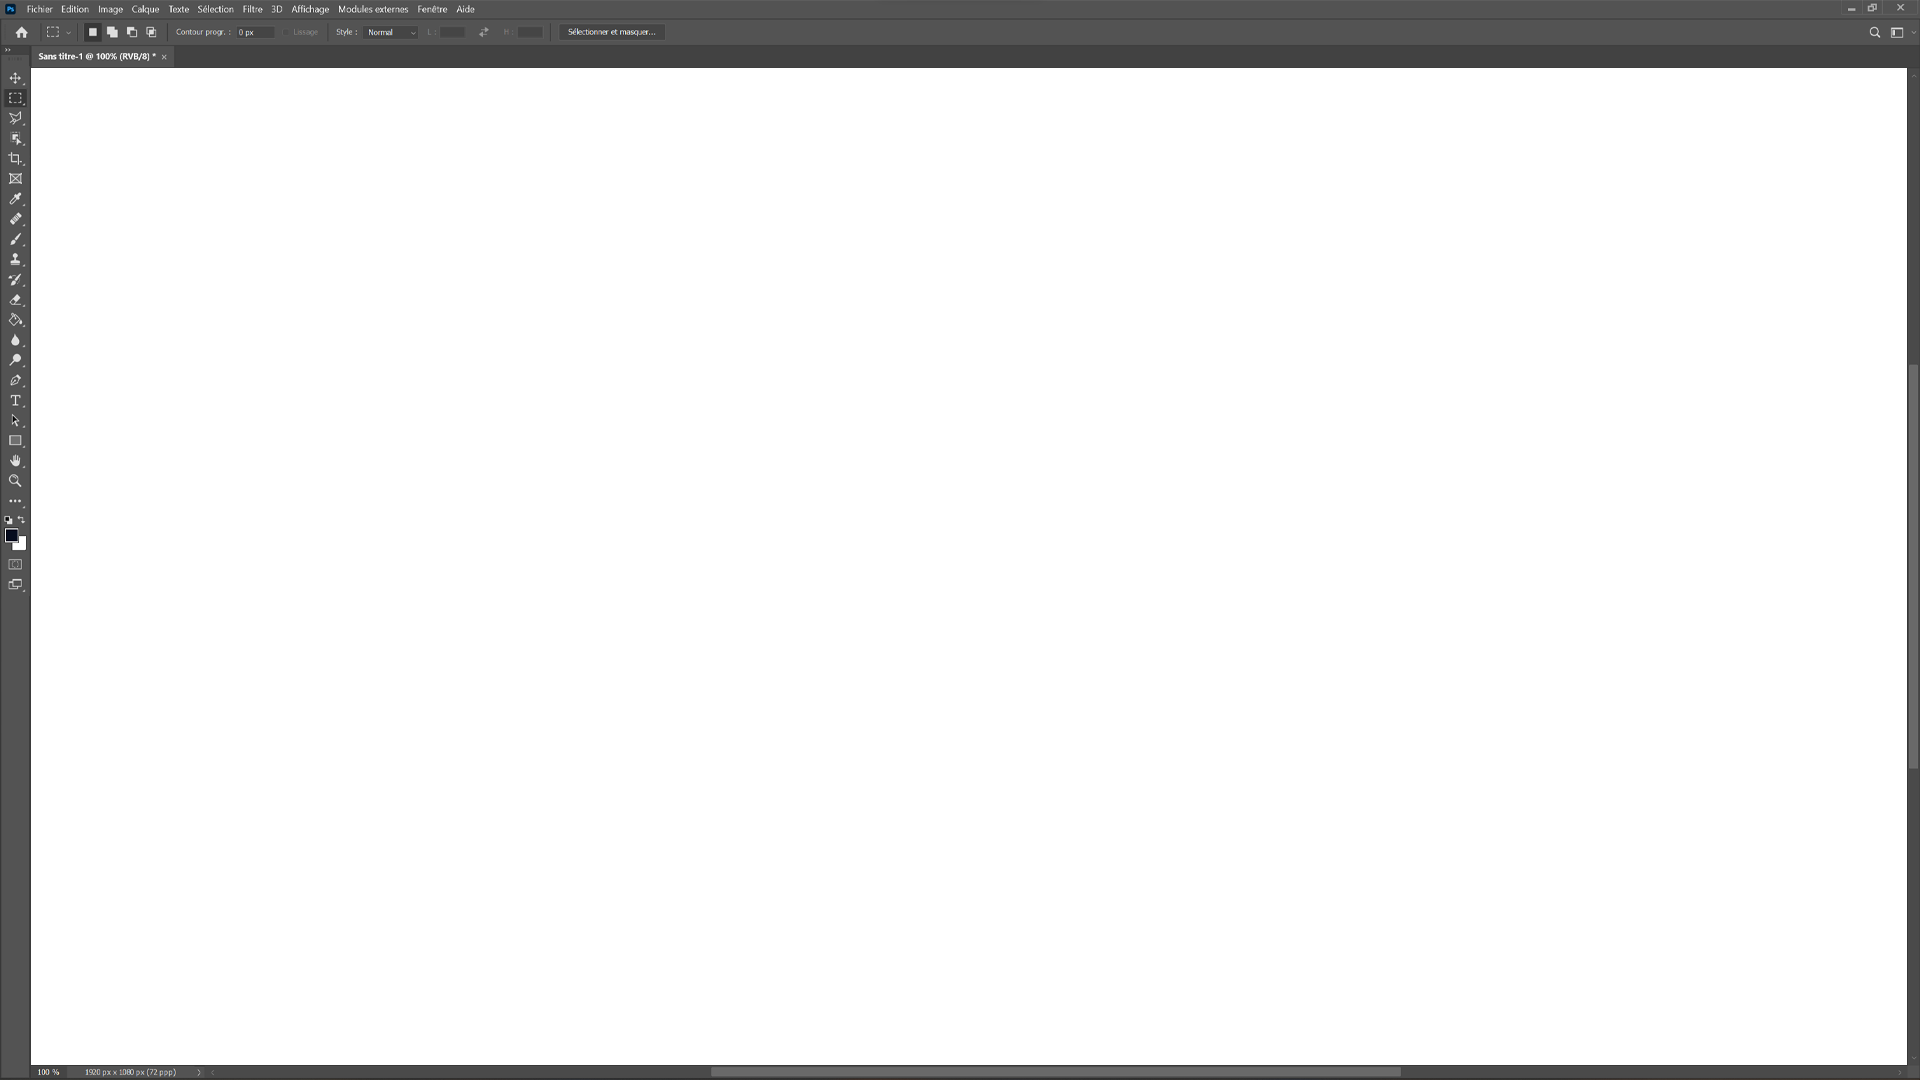 Ps Fichier Edition Image Calque Texte Sélection Filtre 3D Affichage Modules externes Fenêtre Aide
Contour progr. : 0 px Lissage Style : Normal L : H : Sélectionner et masquer...
Sans titre-1 @ 100% (RVB/8) * ×
100 % 1920 px x 1080 px (72 ppp)